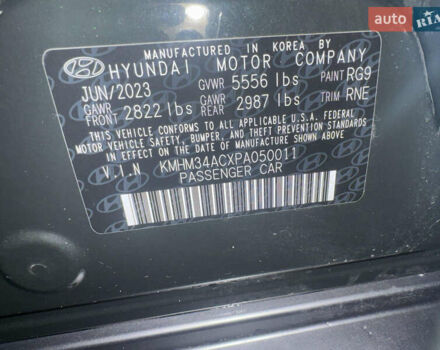 auto RIA
MANUFACTURED IN KOREA BY
HYUNDAI MOTOR COMPANY
JUN/2023 GVWR 5556 lbs PAINT RG9
GAWR FRONT 2822 lbs GAWR REAR 2987 lbs TRIM RNE
THIS VEHICLE CONFORMS TO ALL APPLICABLE U.S.A. FEDERAL
MOTOR VEHICLE SAFETY, BUMPER, AND THEFT
PREVENTION STANDARDS IN EFFECT ON THE DATE OF
MANUFACTURE SHOWN ABOVE.
V.I.N KMHM34ACXPA050011
PASSENGER CAR